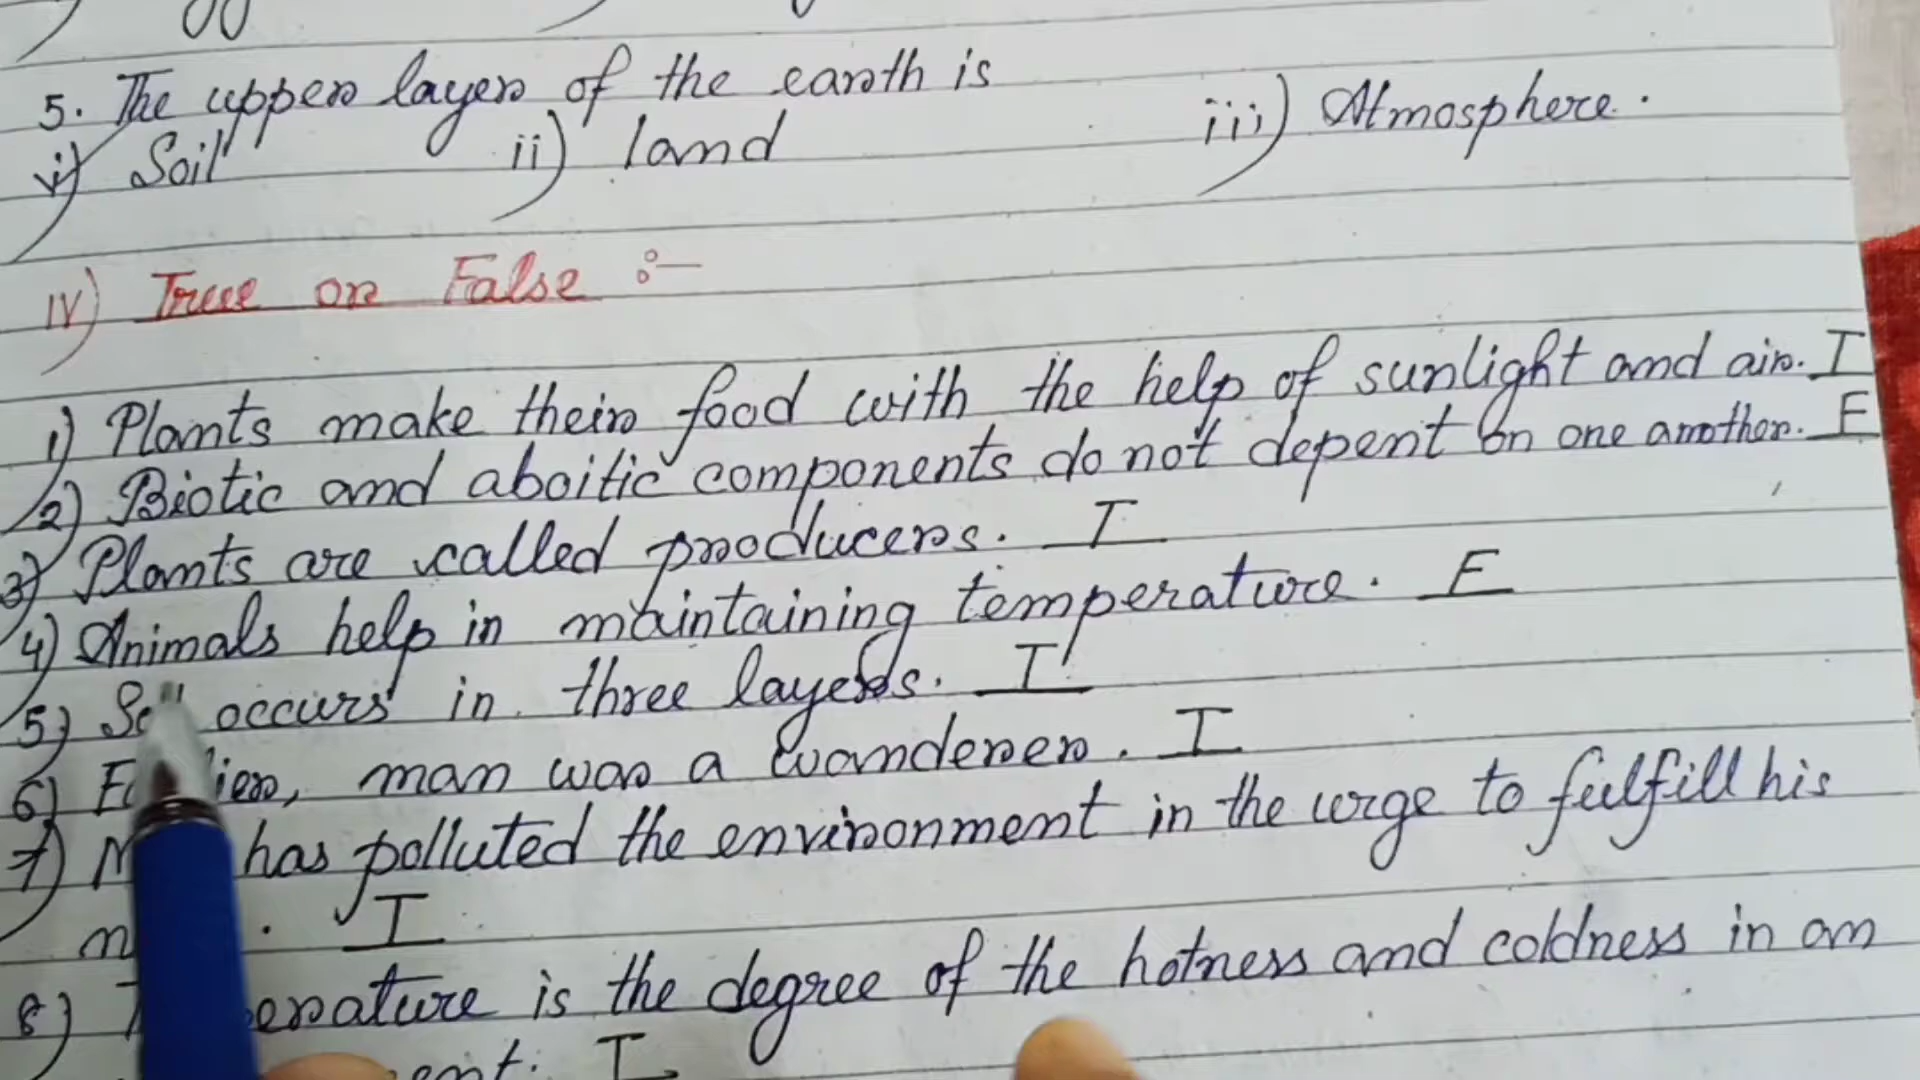 5. The upper layer of the earth is
i) Soil ii) land iii) Atmosphere.
IV) True or False :-
1) Plants make their food with the help of sunlight and air. T
2) Biotic and aboitic components do not depent on one another. F
3) Plants are called producers. T
4) Animals help in maintaining temperature. F
5) Soil occurs in three layers. T
6) man was a wanderer. T
7) has polluted the environment in the urge to fulfill his
. T
8) is the degree of the hotness and coldness in an
T